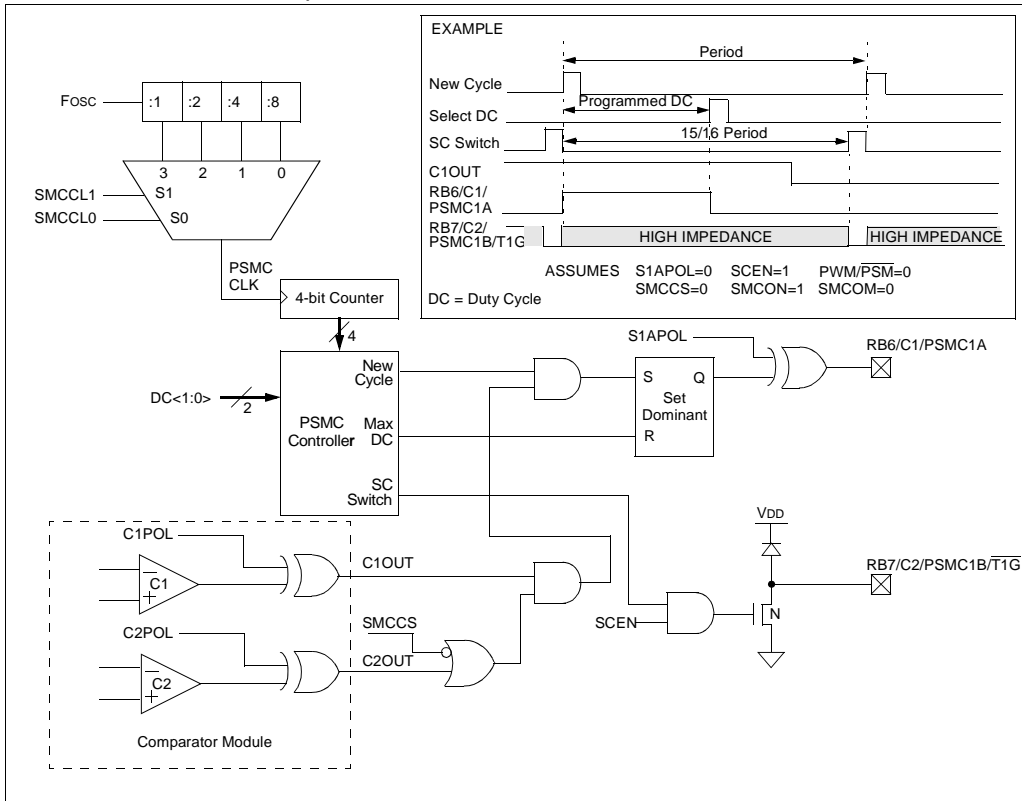 EXAMPLE
Period
New Cycle
Programmed DC
Select DC
15/16 Period
SC Switch
C1OUT
RB6/C1/
PSMC1A
RB7/C2/
PSMC1B/T1G
HIGH IMPEDANCE
HIGH IMPEDANCE
ASSUMES S1APOL=0 SCEN=1 PWM/PSM=0
SMCCS=0 SMCON=1 SMCOM=0
DC = Duty Cycle
FOSC
:1 :2 :4 :8
3 2 1 0
SMCCL1
S1
SMCCL0
S0
PSMC
CLK
4-bit Counter
4
DC<1:0>
2
PSMC
Controller
New
Cycle
Max
DC
SC
Switch
S1APOL
S Q
Set
Dominant
R
RB6/C1/PSMC1A
VDD
RB7/C2/PSMC1B/T1G
N
SCEN
C1POL
C1
C1OUT
SMCCS
C2POL
C2OUT
C2
Comparator Module